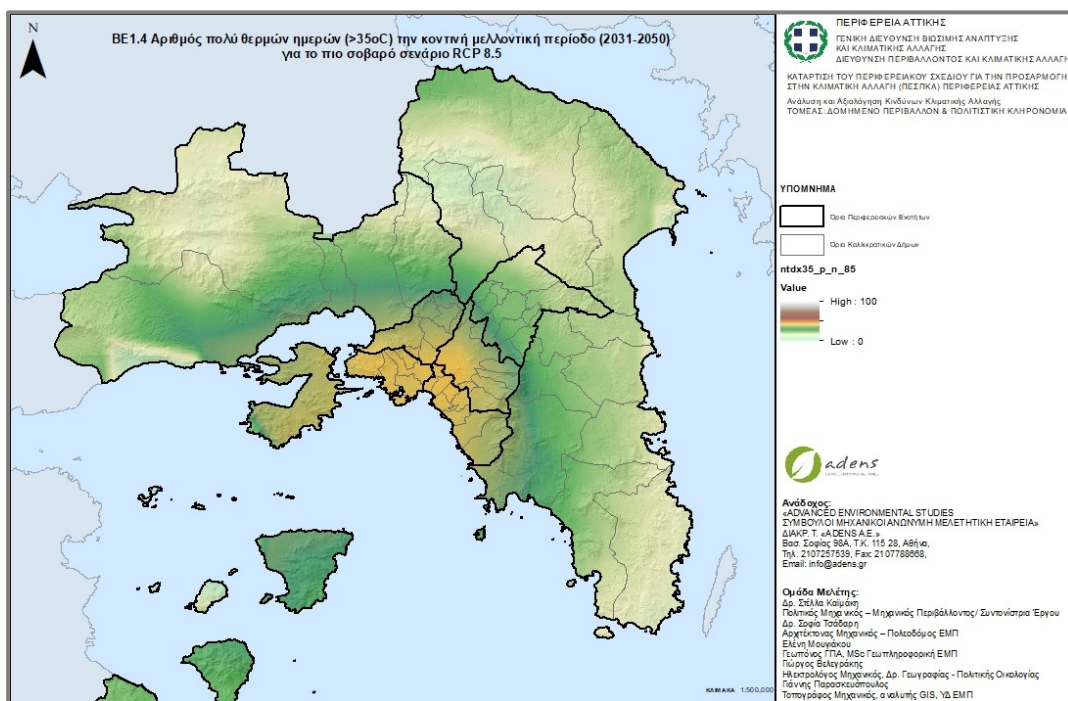 N
ΒΕ1.4 Αριθμός πολύ θερμών ημερών (>35οC) την κοντινή μελλοντική περίοδο (2031-2050)
για το πιο σοβαρό σενάριο RCP 8.5
ΠΕΡΙΦΕΡΕΙΑ ΑΤΤΙΚΗΣ
ΓΕΝΙΚΗ ΔΙΕΥΘΥΝΣΗ ΒΙΩΣΙΜΗΣ ΑΝΑΠΤΥΞΗΣ
ΚΑΙ ΚΛΙΜΑΤΙΚΗΣ ΑΛΛΑΓΗΣ
ΔΙΕΥΘΥΝΣΗ ΠΕΡΙΒΑΛΛΟΝΤΟΣ ΚΑΙ ΚΛΙΜΑΤΙΚΗΣ ΑΛΛΑΓΗ
ΚΑΤΑΡΤΙΣΗ ΤΟΥ ΠΕΡΙΦΕΡΕΙΑΚΟΥ ΣΧΕΔΙΟΥ ΓΙΑ ΤΗΝ ΠΡΟΣΑΡΜΟΓΗ
ΣΤΗΝ ΚΛΙΜΑΤΙΚΗ ΑΛΛΑΓΗ (ΠΕΣΠΚΑ) ΠΕΡΙΦΕΡΕΙΑΣ ΑΤΤΙΚΗΣ
Ανάλυση και Αξιολόγηση Κινδύνων Κλιματικής Αλλαγής
ΤΟΜΕΑΣ: ΔΟΜΗΜΕΝΟ ΠΕΡΙΒΑΛΛΟΝ & ΠΟΛΙΤΙΣΤΙΚΗ ΚΛΗΡΟΝΟΜΙΑ
ΥΠΟΜΝΗΜΑ
Όρια Περιφερειακών Ενοτήτων
Όρια Καλλικρατικών Δήμων
ntdx35_p_n_85
Value
High : 100
Low : 0
adens
Ανάδοχος:
«ADVANCED ENVIRONMENTAL STUDIES
ΣΥΜΒΟΥΛΟΙ ΜΗΧΑΝΙΚΟΙ ΑΝΩΝΥΜΗ ΜΕΛΕΤΗΤΙΚΗ ΕΤΑΙΡΕΙΑ»
ΔΙΑΚΡ. Τ. «ADENS A.E.»
Βασ. Σοφίας 98Α, Τ.Κ. 115 28, Αθήνα,
Τηλ. 2107257539, Fax: 2107788668,
Email: info@adens.gr
Ομάδα Μελέτης:
Δρ. Στέλλα Καϊμάκη
Πολιτικός Μηχανικός – Μηχανικός Περιβάλλοντος/ Συντονίστρια Έργου
Δρ. Σοφία Τσάδαρη
Αρχιτέκτονας Μηχανικός – Πολεοδόμος ΕΜΠ
Ελένη Μουγιάκου
Γεωπόνος ΓΠΑ, MSc Γεωπληροφορική ΕΜΠ
Γιώργος Βελεγράκης
Ηλεκτρολόγος Μηχανικός, Δρ. Γεωγραφίας - Πολιτικής Οικολογίας
Γιάννης Παρασκευόπουλος
Τοπογράφος Μηχανικός, αναλυτής GIS, ΥΔ ΕΜΠ
ΚΛΙΜΑΚΑ 1:500,000